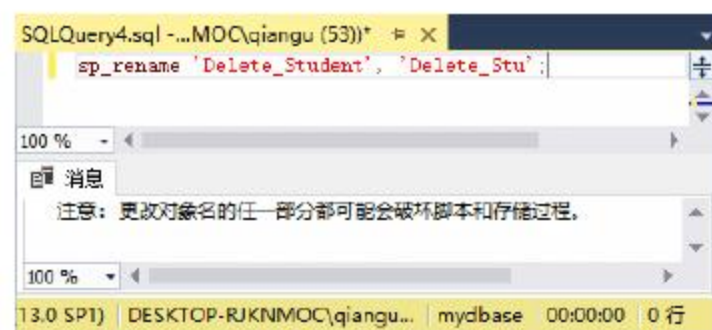 SQLQuery4.sql -...MOC\qiangu (53))*
sp_rename 'Delete_Student', 'Delete_Stu';
100 %
消息
注意: 更改对象名的任一部分都可能会破坏脚本和存储过程。
100 %
13.0 SP1) DESKTOP-RJKNMOC\qiangu... mydbase 00:00:00 0 行